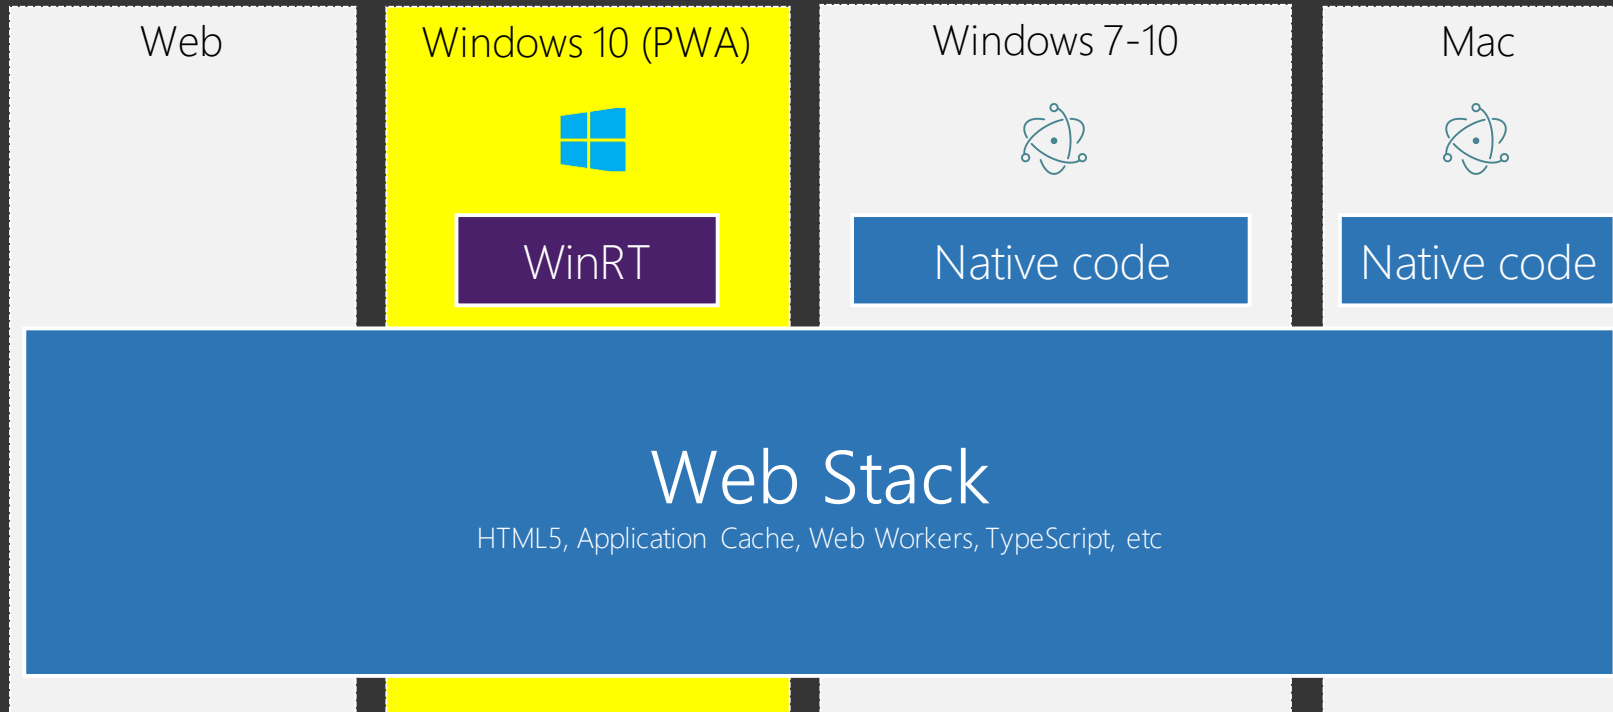 Web
Windows 10 (PWA)
Windows 7-10
Mac
WinRT
Native code
Native code
Web Stack
HTML5, Application Cache, Web Workers, TypeScript, etc